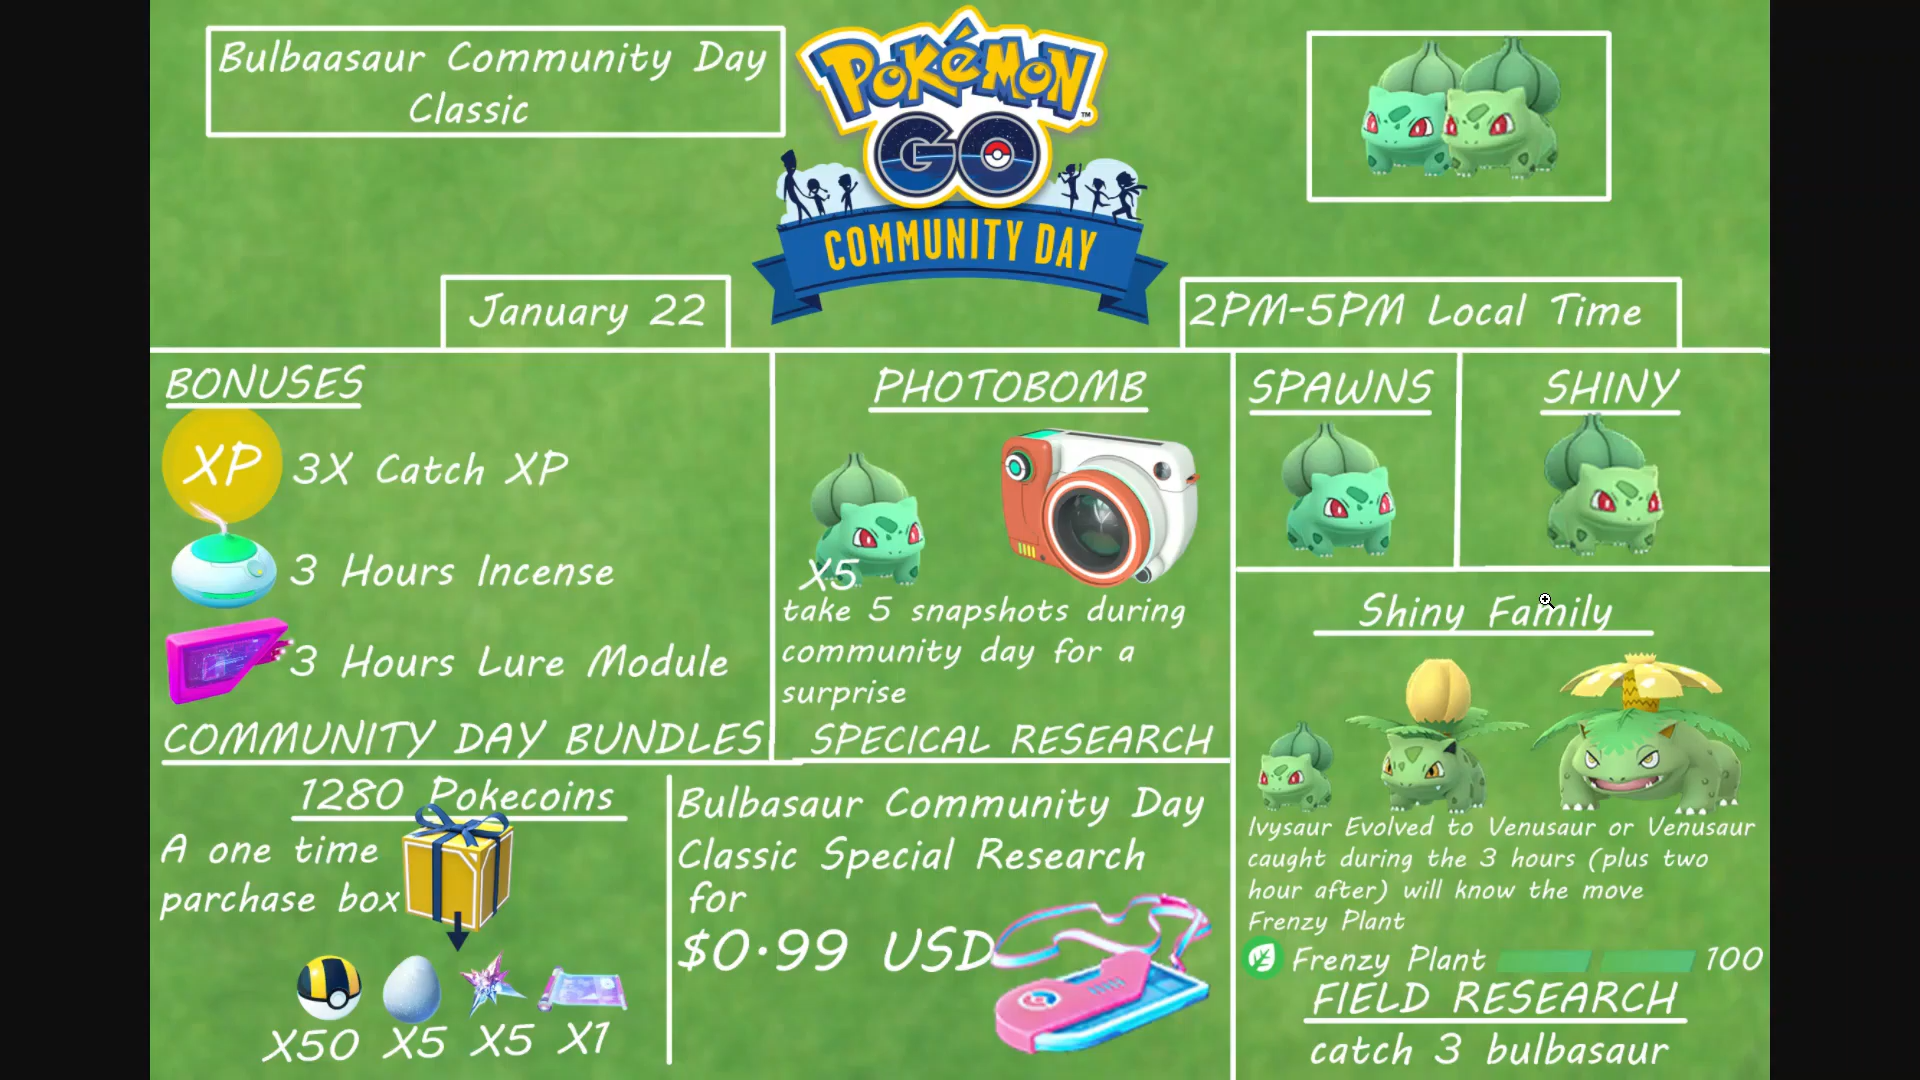 Bulbaasaur Community Day
Classic
POKéMON
GO
COMMUNITY DAY
TM
January 22
2PM-5PM Local Time
BONUSES
XP
3X Catch XP
3 Hours Incense
3 Hours Lure Module
PHOTOBOMB
X5
take 5 snapshots during
community day for a
surprise
SPAWNS
SHINY
Shiny Family
Ivysaur Evolved to Venusaur or Venusaur
caught during the 3 hours (plus two
hour after) will know the move
Frenzy Plant
Frenzy Plant 100
FIELD RESEARCH
catch 3 bulbasaur
COMMUNITY DAY BUNDLES
1280 Pokecoins
A one time
parchase box
X50 X5 X5 X1
SPECICAL RESEARCH
Bulbasaur Community Day
Classic Special Research
for
$0.99 USD